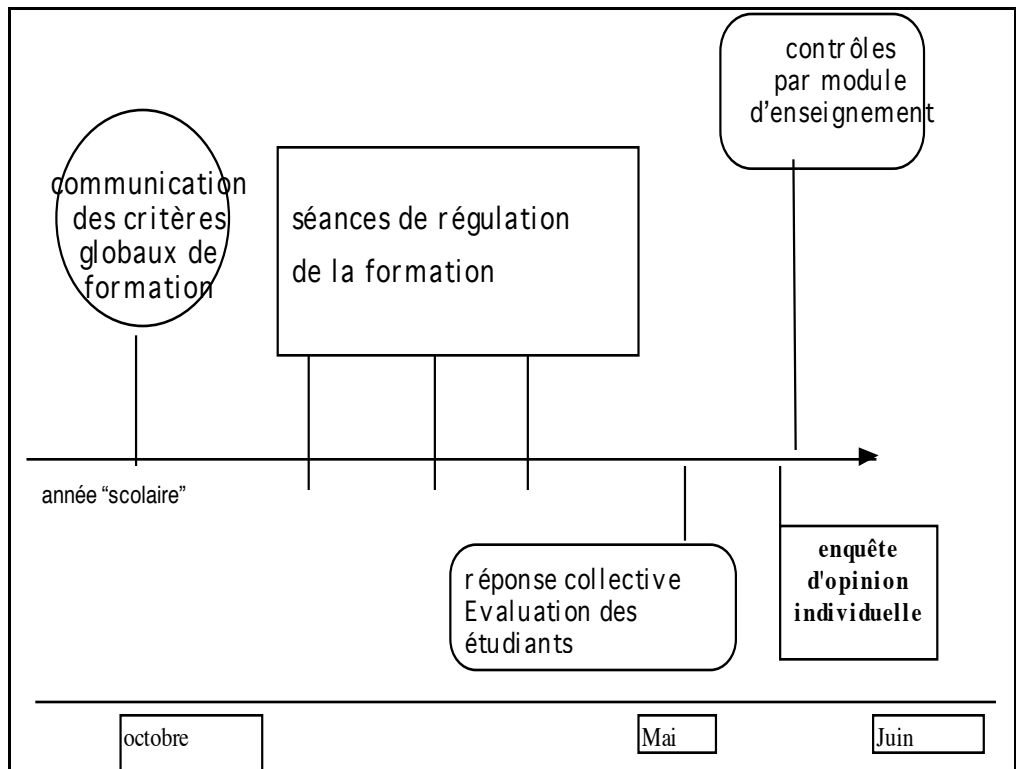 contrôles
par module
d’enseignement
communication
des critères
globaux de
formation
séances de régulation
de la formation
année “scolaire”
réponse collective
Evaluation des
étudiants
enquête
d'opinion
individuelle
octobre
Mai
Juin